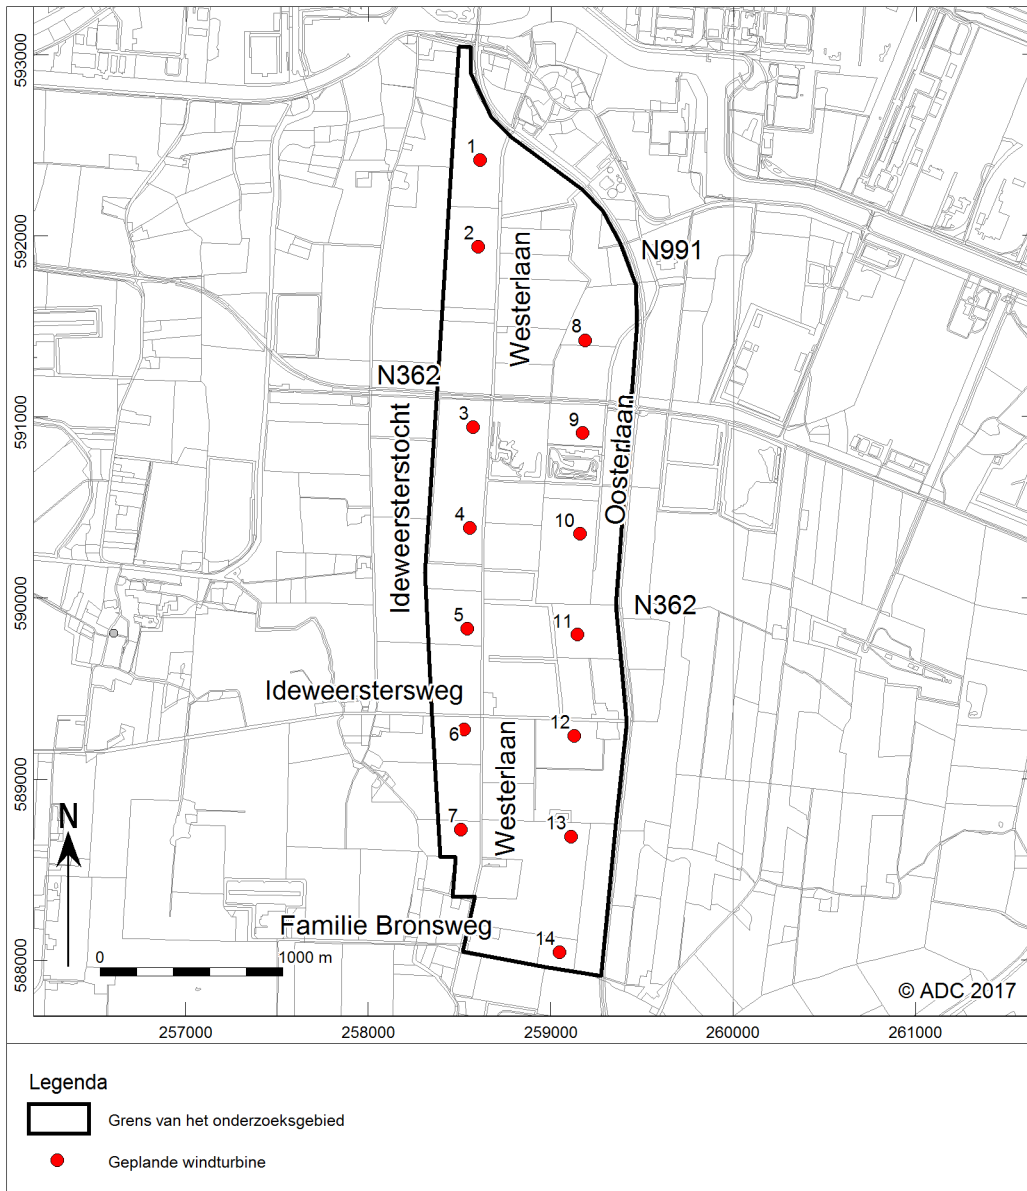 593000
1
2
592000
Westerlaan
N991
8
N362
591000
3
9
Ideweersterstocht
Oosterlaan
4
10
590000
N362
5
11
Ideweerstersweg
6
12
Westerlaan
589000
N
7
13
Familie Bronsweg
14
0
1000 m
588000
© ADC 2017
257000
258000
259000
260000
261000
Legenda
Grens van het onderzoeksgebied
Geplande windturbine